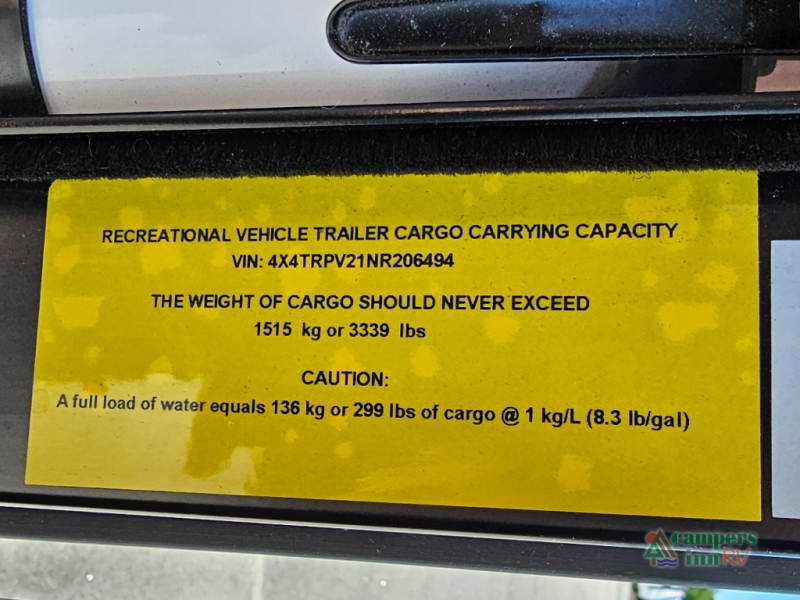 RECREATIONAL VEHICLE TRAILER CARGO CARRYING CAPACITY
VIN: 4X4TRPV21NR206494
THE WEIGHT OF CARGO SHOULD NEVER EXCEED
1515 kg or 3339 lbs
CAUTION:
A full load of water equals 136 kg or 299 lbs of cargo @ 1 kg/L (8.3 lb/gal)
campers
inn RV